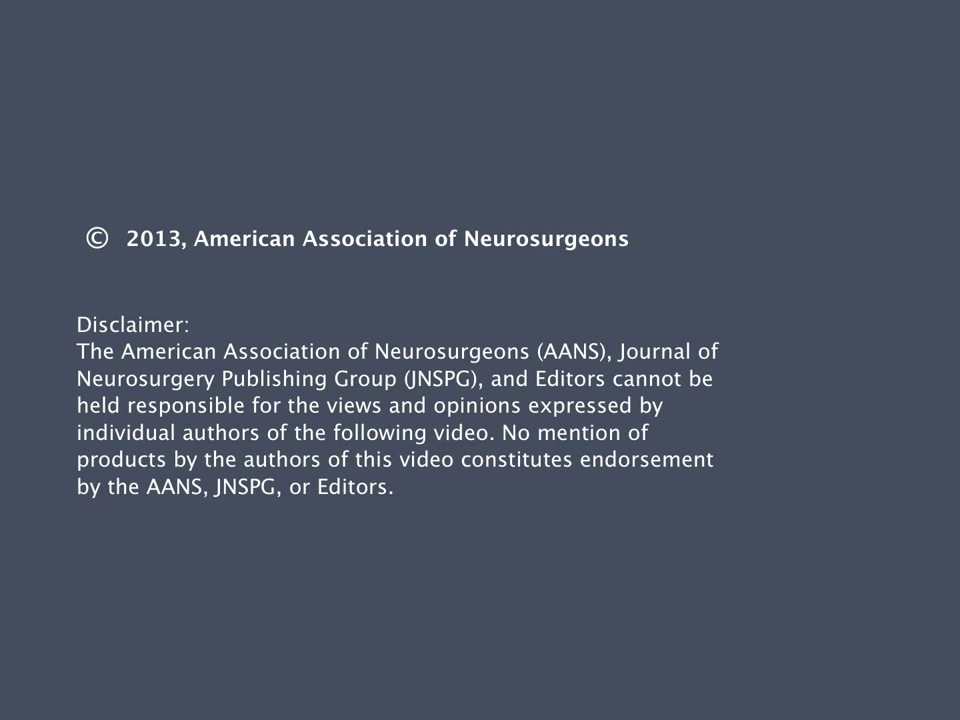 © 2013, American Association of Neurosurgeons
Disclaimer:
The American Association of Neurosurgeons (AANS), Journal of
Neurosurgery Publishing Group (JNSPG), and Editors cannot be
held responsible for the views and opinions expressed by
individual authors of the following video. No mention of
products by the authors of this video constitutes endorsement
by the AANS, JNSPG, or Editors.